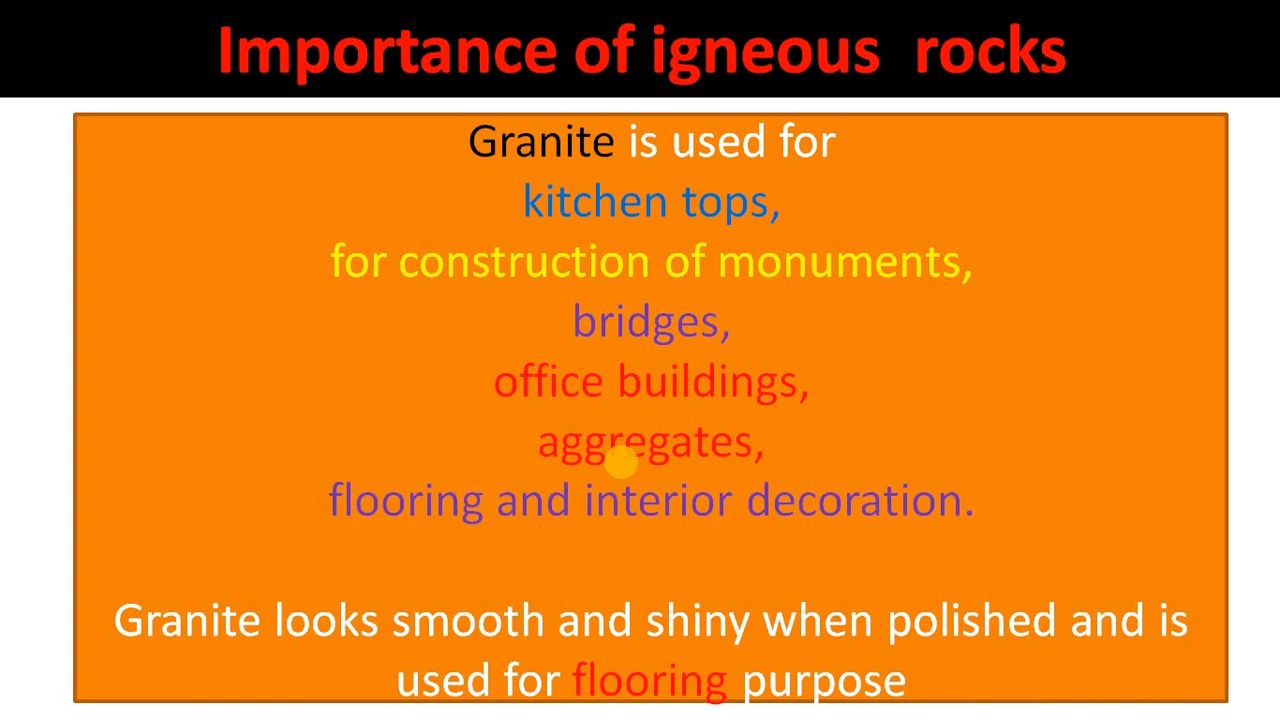 Importance of igneous  rocks
Granite is used for
kitchen tops,
for construction of monuments,
bridges,
office buildings,
aggregates,
flooring and interior decoration.
Granite looks smooth and shiny when polished and is
used for flooring purpose